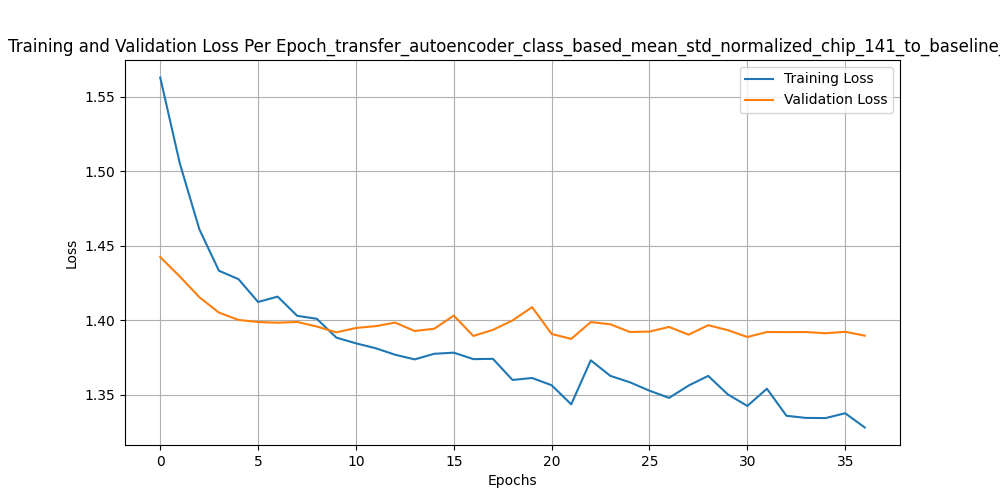 Training and Validation Loss Per Epoch_transfer_autoencoder_class_based_mean_std_normalized_chip_141_to_baseline_
Training Loss
Validation Loss
1.55
1.50
1.45
1.40
1.35
Loss
0 5 10 15 20 25 30 35
Epochs